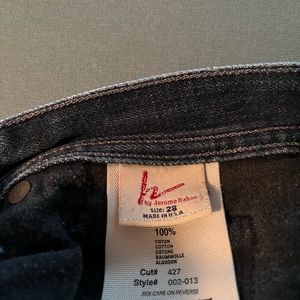 by Jerome Dahan
SIZE: 28
MADE IN U.S.A.
100%
COTON
COTTON
COTONE
BAUMWOLLE
ALGODON
Cut# 427
Style# 002-013
SEE CARE ON REVERSE